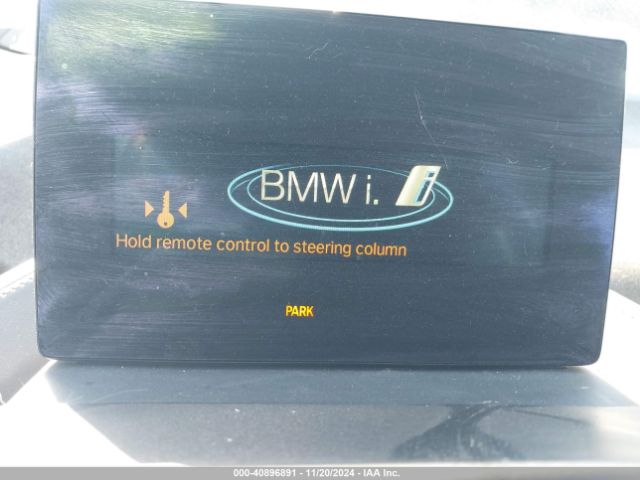 BMW i. i
Hold remote control to steering column
PARK
000-40896891 - 11/20/2024 - IAA Inc.